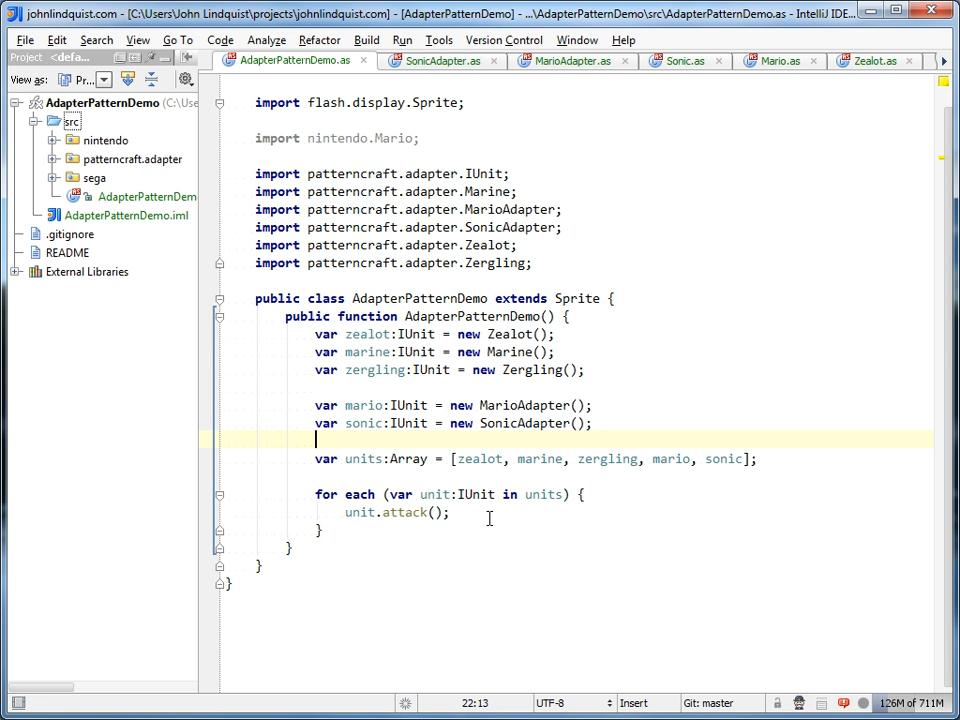 johnlindquist.com - [C:\Users\John Lindquist\projects\johnlindquist.com] - [AdapterPatternDemo] - ...\AdapterPatternDemo\src\AdapterPatternDemo.as - IntelliJ IDE...
File Edit Search View Go To Code Analyze Refactor Build Run Tools Version Control Window Help
Project <defa...
AdapterPatternDemo.as SonicAdapter.as MarioAdapter.as Sonic.as Mario.as Zealot.as
View as: Pr...
AdapterPatternDemo (C:\Use
src
nintendo
patterncraft.adapter
sega
AdapterPatternDem
AdapterPatternDemo.iml
.gitignore
README
External Libraries
import flash.display.Sprite;
import nintendo.Mario;
import patterncraft.adapter.IUnit;
import patterncraft.adapter.Marine;
import patterncraft.adapter.MarioAdapter;
import patterncraft.adapter.SonicAdapter;
import patterncraft.adapter.Zealot;
import patterncraft.adapter.Zergling;
public class AdapterPatternDemo extends Sprite {
public function AdapterPatternDemo() {
var zealot:IUnit = new Zealot();
var marine:IUnit = new Marine();
var zergling:IUnit = new Zergling();
var mario:IUnit = new MarioAdapter();
var sonic:IUnit = new SonicAdapter();
var units:Array = [zealot, marine, zergling, mario, sonic];
for each (var unit:IUnit in units) {
unit.attack();
}
}
}
}
22:13 UTF-8 Insert Git: master 126M of 711M